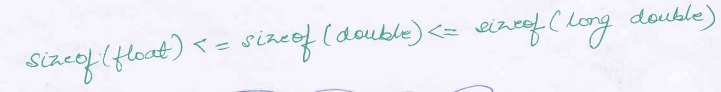 sizeof(float) <= sizeof(double) <= sizeof(long double)